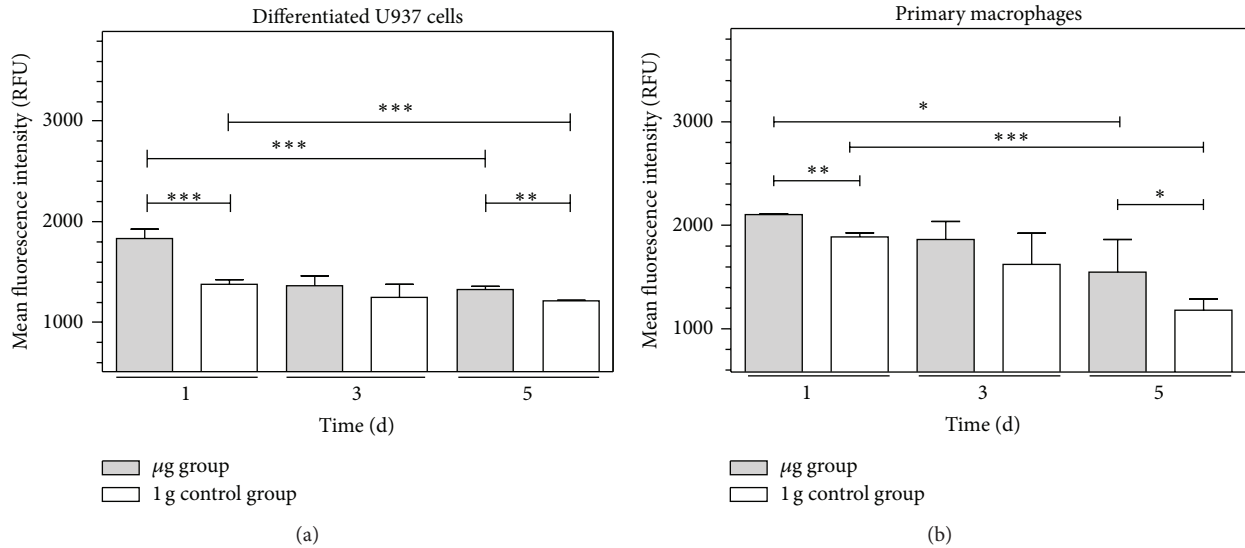 Differentiated U937 cells
Mean fluorescence intensity (RFU)
3000
2000
1000
***
***
***
**
1 3 5
Time (d)
µg group
1 g control group
(a)
Primary macrophages
Mean fluorescence intensity (RFU)
3000
2000
1000
*
***
**
*
1 3 5
Time (d)
µg group
1 g control group
(b)